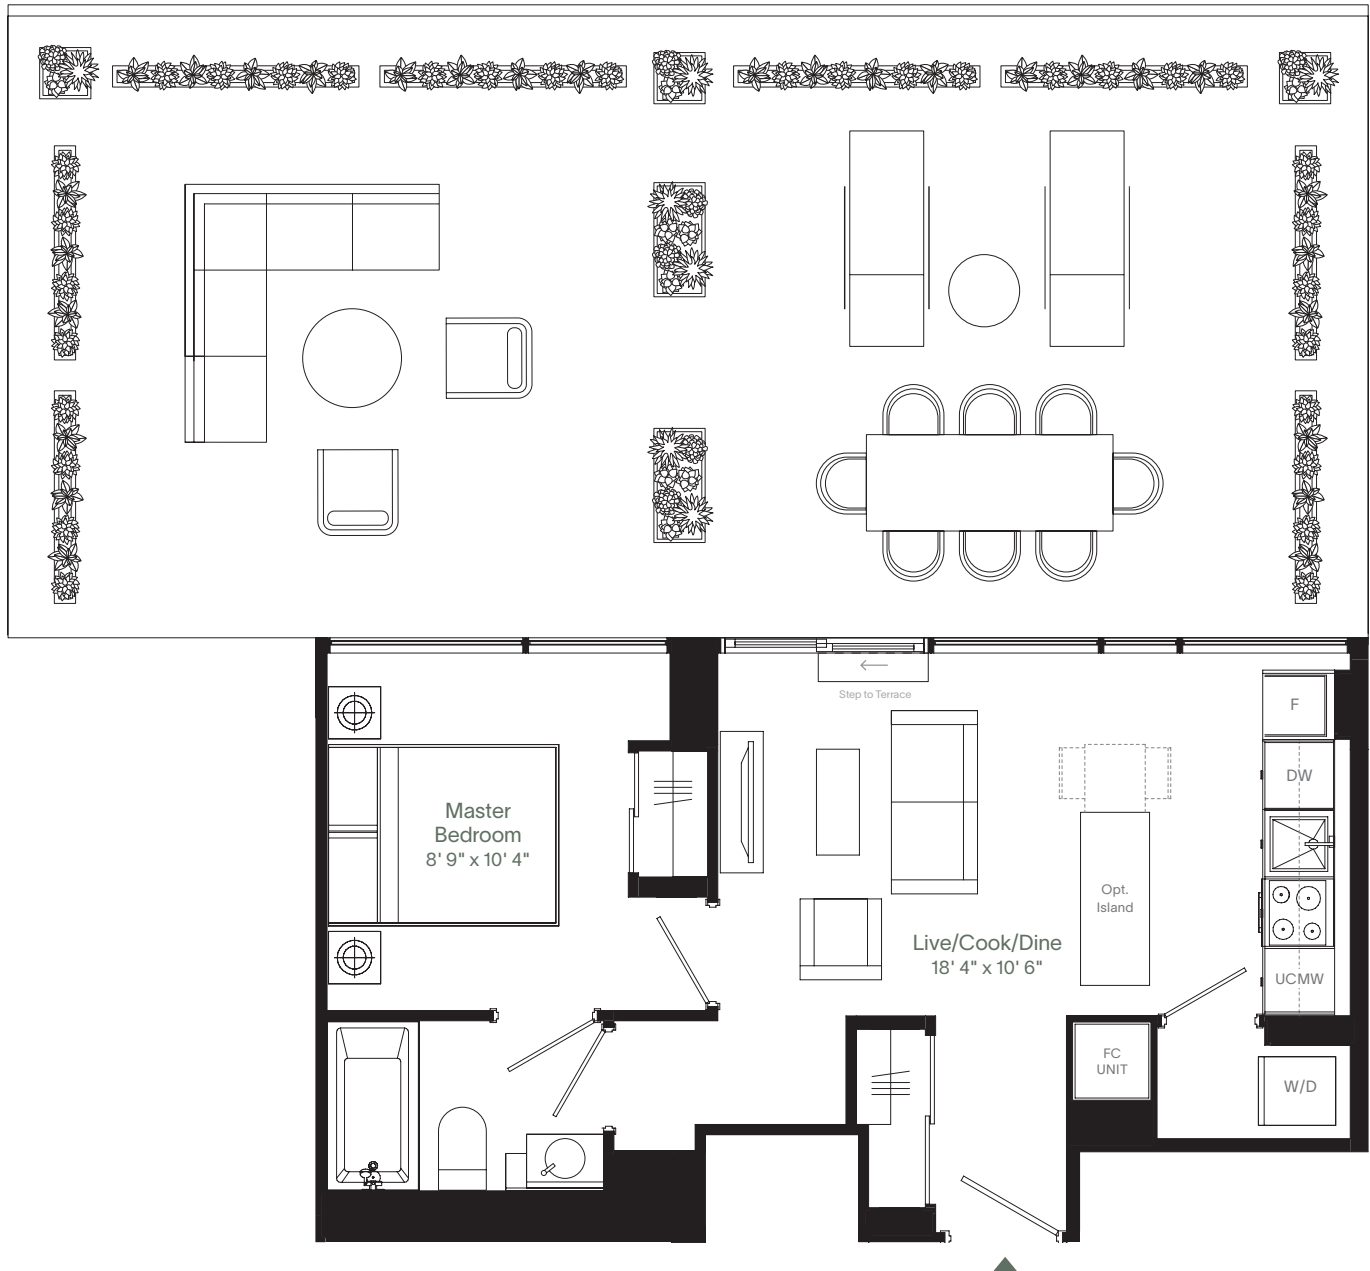 Step to Terrace
F
DW
Master
Bedroom
8' 9" x 10' 4"
Opt.
Island
Live/Cook/Dine
18' 4" x 10' 6"
UCMW
FC
UNIT
W/D